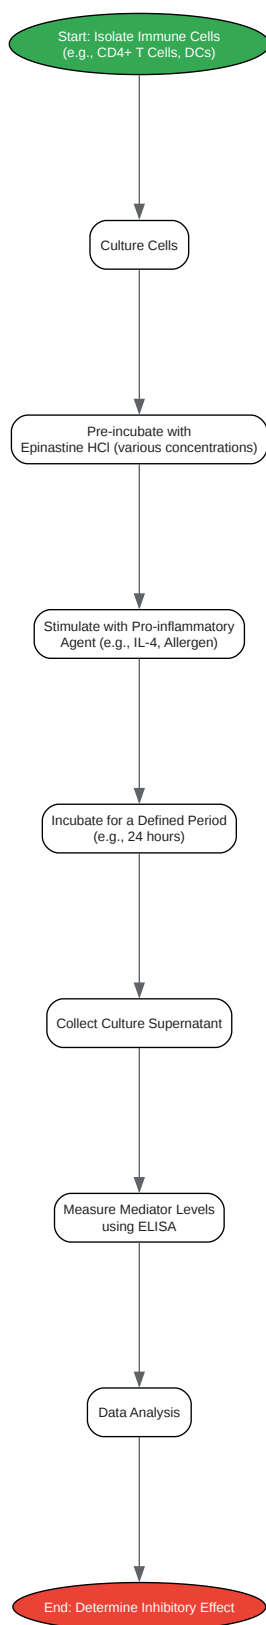 Start: Isolate Immune Cells
(e.g., CD4+ T Cells, DCs)
Culture Cells
Pre-incubate with
Epinastine HCl (various concentrations)
Stimulate with Pro-inflammatory
Agent (e.g., IL-4, Allergen)
Incubate for a Defined Period
(e.g., 24 hours)
Collect Culture Supernatant
Measure Mediator Levels
using ELISA
Data Analysis
End: Determine Inhibitory Effect